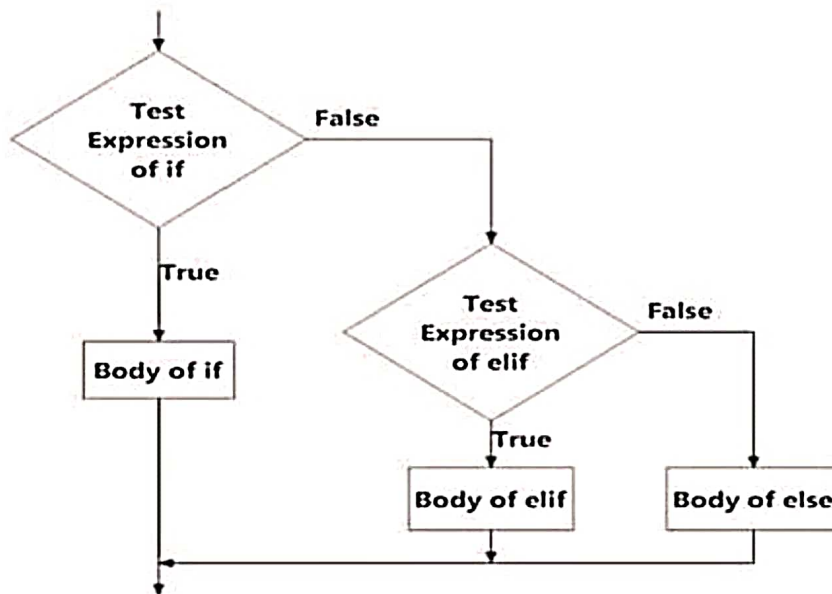 Test
Expression
of if
False
True
Body of if
Test
Expression
of elif
False
True
Body of elif
Body of else